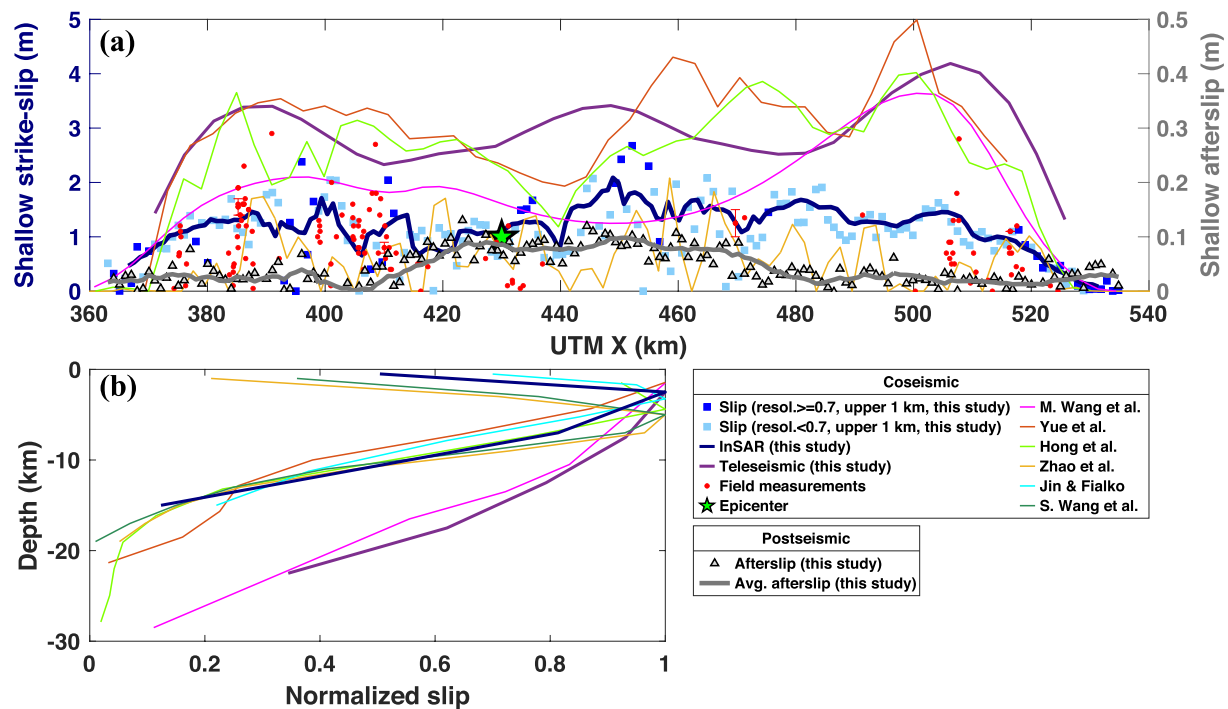 (a)
Shallow strike-slip (m)
5
4
3
2
1
0
0.5
0.4
0.3
0.2
0.1
0
Shallow afterslip (m)
360 380 400 420 440 460 480 500 520 540
UTM X (km)
(b)
Depth (km)
0
-10
-20
-30
0 0.2 0.4 0.6 0.8 1
Normalized slip
Coseismic
Slip (resol.>=0.7, upper 1 km, this study)
Slip (resol.<0.7, upper 1 km, this study)
InSAR (this study)
Teleseismic (this study)
Field measurements
Epicenter
M. Wang et al.
Yue et al.
Hong et al.
Zhao et al.
Jin & Fialko
S. Wang et al.
Postseismic
Afterslip (this study)
Avg. afterslip (this study)